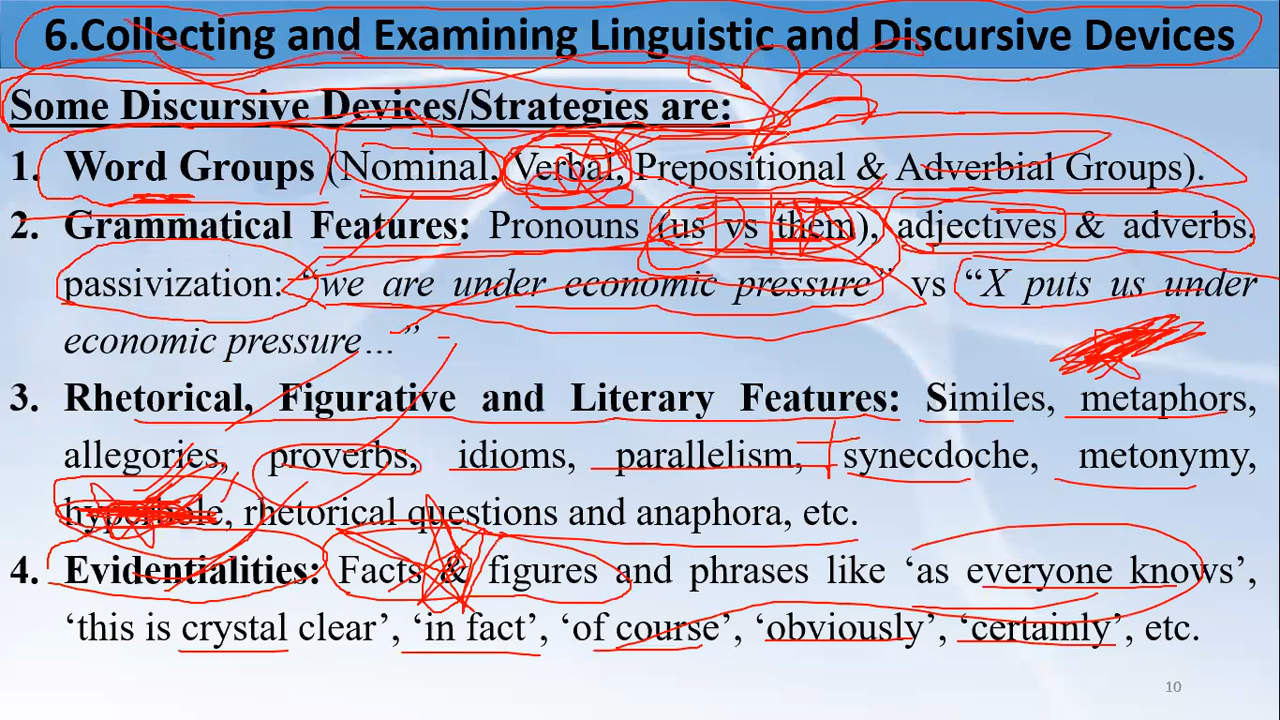 6.Collecting and Examining Linguistic and Discursive Devices
Some Discursive Devices/Strategies are:
1. Word Groups (Nominal, Verbal, Prepositional & Adverbial Groups).
2. Grammatical Features: Pronouns (us vs them), adjectives & adverbs,
passivization: “we are under economic pressure” vs “X puts us under
economic pressure…”
3. Rhetorical, Figurative and Literary Features: Similes, metaphors,
allegories, proverbs, idioms, parallelism, synecdoche, metonymy,
hyperbole, rhetorical questions and anaphora, etc.
4. Evidentialities: Facts & figures and phrases like ‘as everyone knows’,
‘this is crystal clear’, ‘in fact’, ‘of course’, ‘obviously’, ‘certainly’, etc.
10